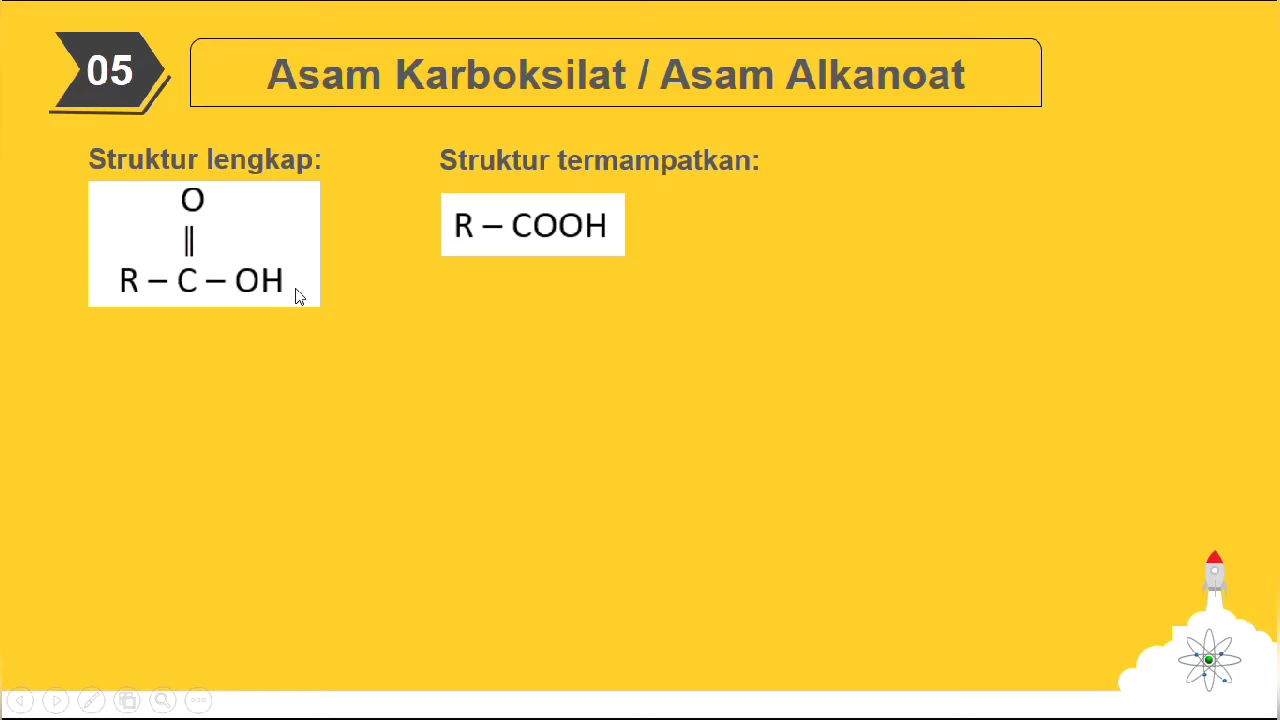 05
Asam Karboksilat / Asam Alkanoat
Struktur lengkap:
O
||
R – C – OH
Struktur termampatkan:
R – COOH